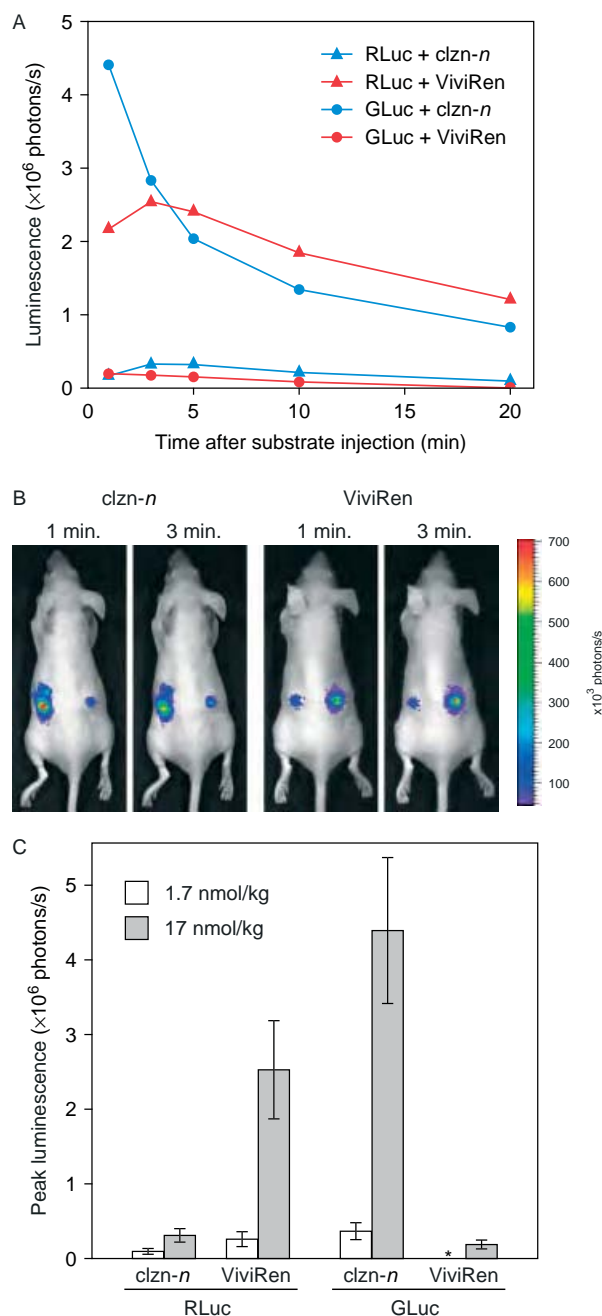 A
Luminescence (×10⁶ photons/s)
5
4
3
2
1
0
RLuc + clzn-n
RLuc + ViviRen
GLuc + clzn-n
GLuc + ViviRen
0 5 10 15 20
Time after substrate injection (min)
B
clzn-n ViviRen
1 min. 3 min. 1 min. 3 min.
700
600
500
400
300
200
100
x10³ photons/s
C
Peak luminescence (×10⁶ photons/s)
5
4
3
2
1
0
1.7 nmol/kg
17 nmol/kg
*
clzn-n ViviRen clzn-n ViviRen
RLuc GLuc